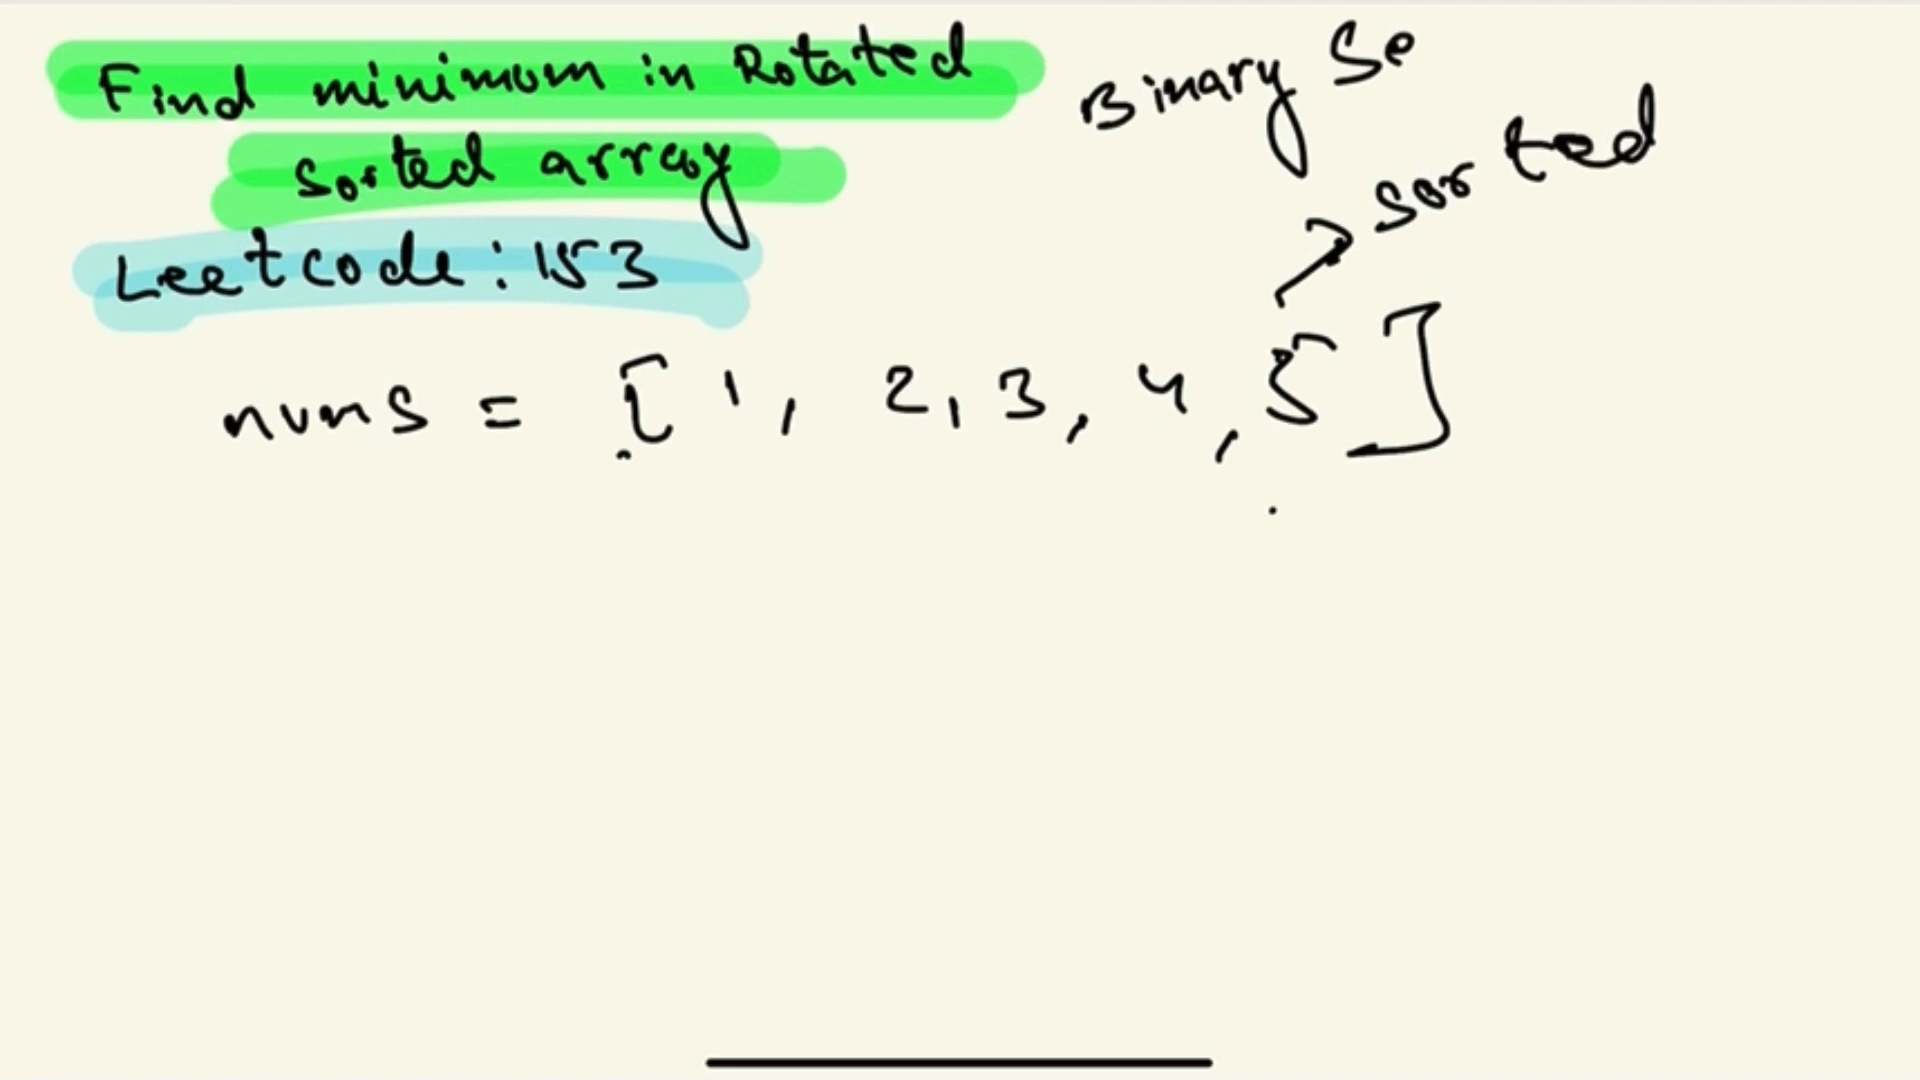 Find minimum in Rotated
sorted array
Leetcode: 153
Binary Se
sorted
nums = [1, 2, 3, 4, 5]